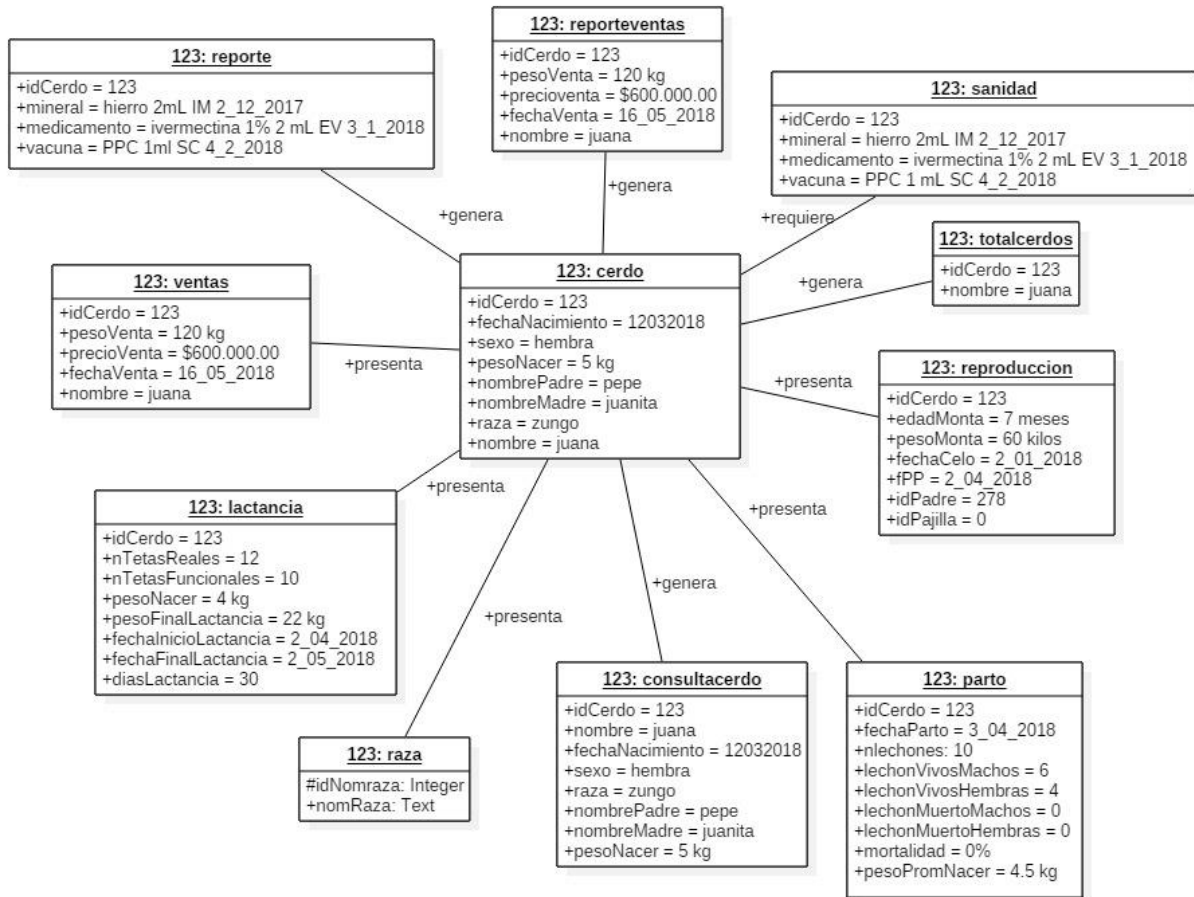 123: reporte
+idCerdo = 123
+mineral = hierro 2mL IM 2_12_2017
+medicamento = ivermectina 1% 2 mL EV 3_1_2018
+vacuna = PPC 1ml SC 4_2_2018
123: reporteventas
+idCerdo = 123
+pesoVenta = 120 kg
+precioventa = $600.000.00
+fechaVenta = 16_05_2018
+nombre = juana
123: sanidad
+idCerdo = 123
+mineral = hierro 2mL IM 2_12_2017
+medicamento = ivermectina 1% 2 mL EV 3_1_2018
+vacuna = PPC 1 mL SC 4_2_2018
+genera
+genera
+requiere
123: totalcerdos
+idCerdo = 123
+nombre = juana
+genera
123: ventas
+idCerdo = 123
+pesoVenta = 120 kg
+precioVenta = $600.000.00
+fechaVenta = 16_05_2018
+nombre = juana
+presenta
123: cerdo
+idCerdo = 123
+fechaNacimiento = 12032018
+sexo = hembra
+pesoNacer = 5 kg
+nombrePadre = pepe
+nombreMadre = juanita
+raza = zungo
+nombre = juana
+presenta
123: reproduccion
+idCerdo = 123
+edadMonta = 7 meses
+pesoMonta = 60 kilos
+fechaCelo = 2_01_2018
+fPP = 2_04_2018
+idPadre = 278
+idPajilla = 0
+presenta
123: lactancia
+idCerdo = 123
+nTetasReales = 12
+nTetasFuncionales = 10
+pesoNacer = 4 kg
+pesoFinalLactancia = 22 kg
+fechaInicioLactancia = 2_04_2018
+fechaFinalLactancia = 2_05_2018
+diasLactancia = 30
+presenta
+genera
+presenta
123: raza
#idNomraza: Integer
+nomRaza: Text
123: consultacerdo
+idCerdo = 123
+nombre = juana
+fechaNacimiento = 12032018
+sexo = hembra
+raza = zungo
+nombrePadre = pepe
+nombreMadre = juanita
+pesoNacer = 5 kg
123: parto
+idCerdo = 123
+fechaParto = 3_04_2018
+nlechones: 10
+lechonVivosMachos = 6
+lechonVivosHembras = 4
+lechonMuertoMachos = 0
+lechonMuertoHembras = 0
+mortalidad = 0%
+pesoPromNacer = 4.5 kg